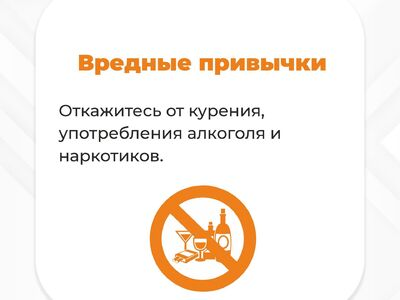 Вредные привычки
Откажитесь от курения,
употребления алкоголя и
наркотиков.